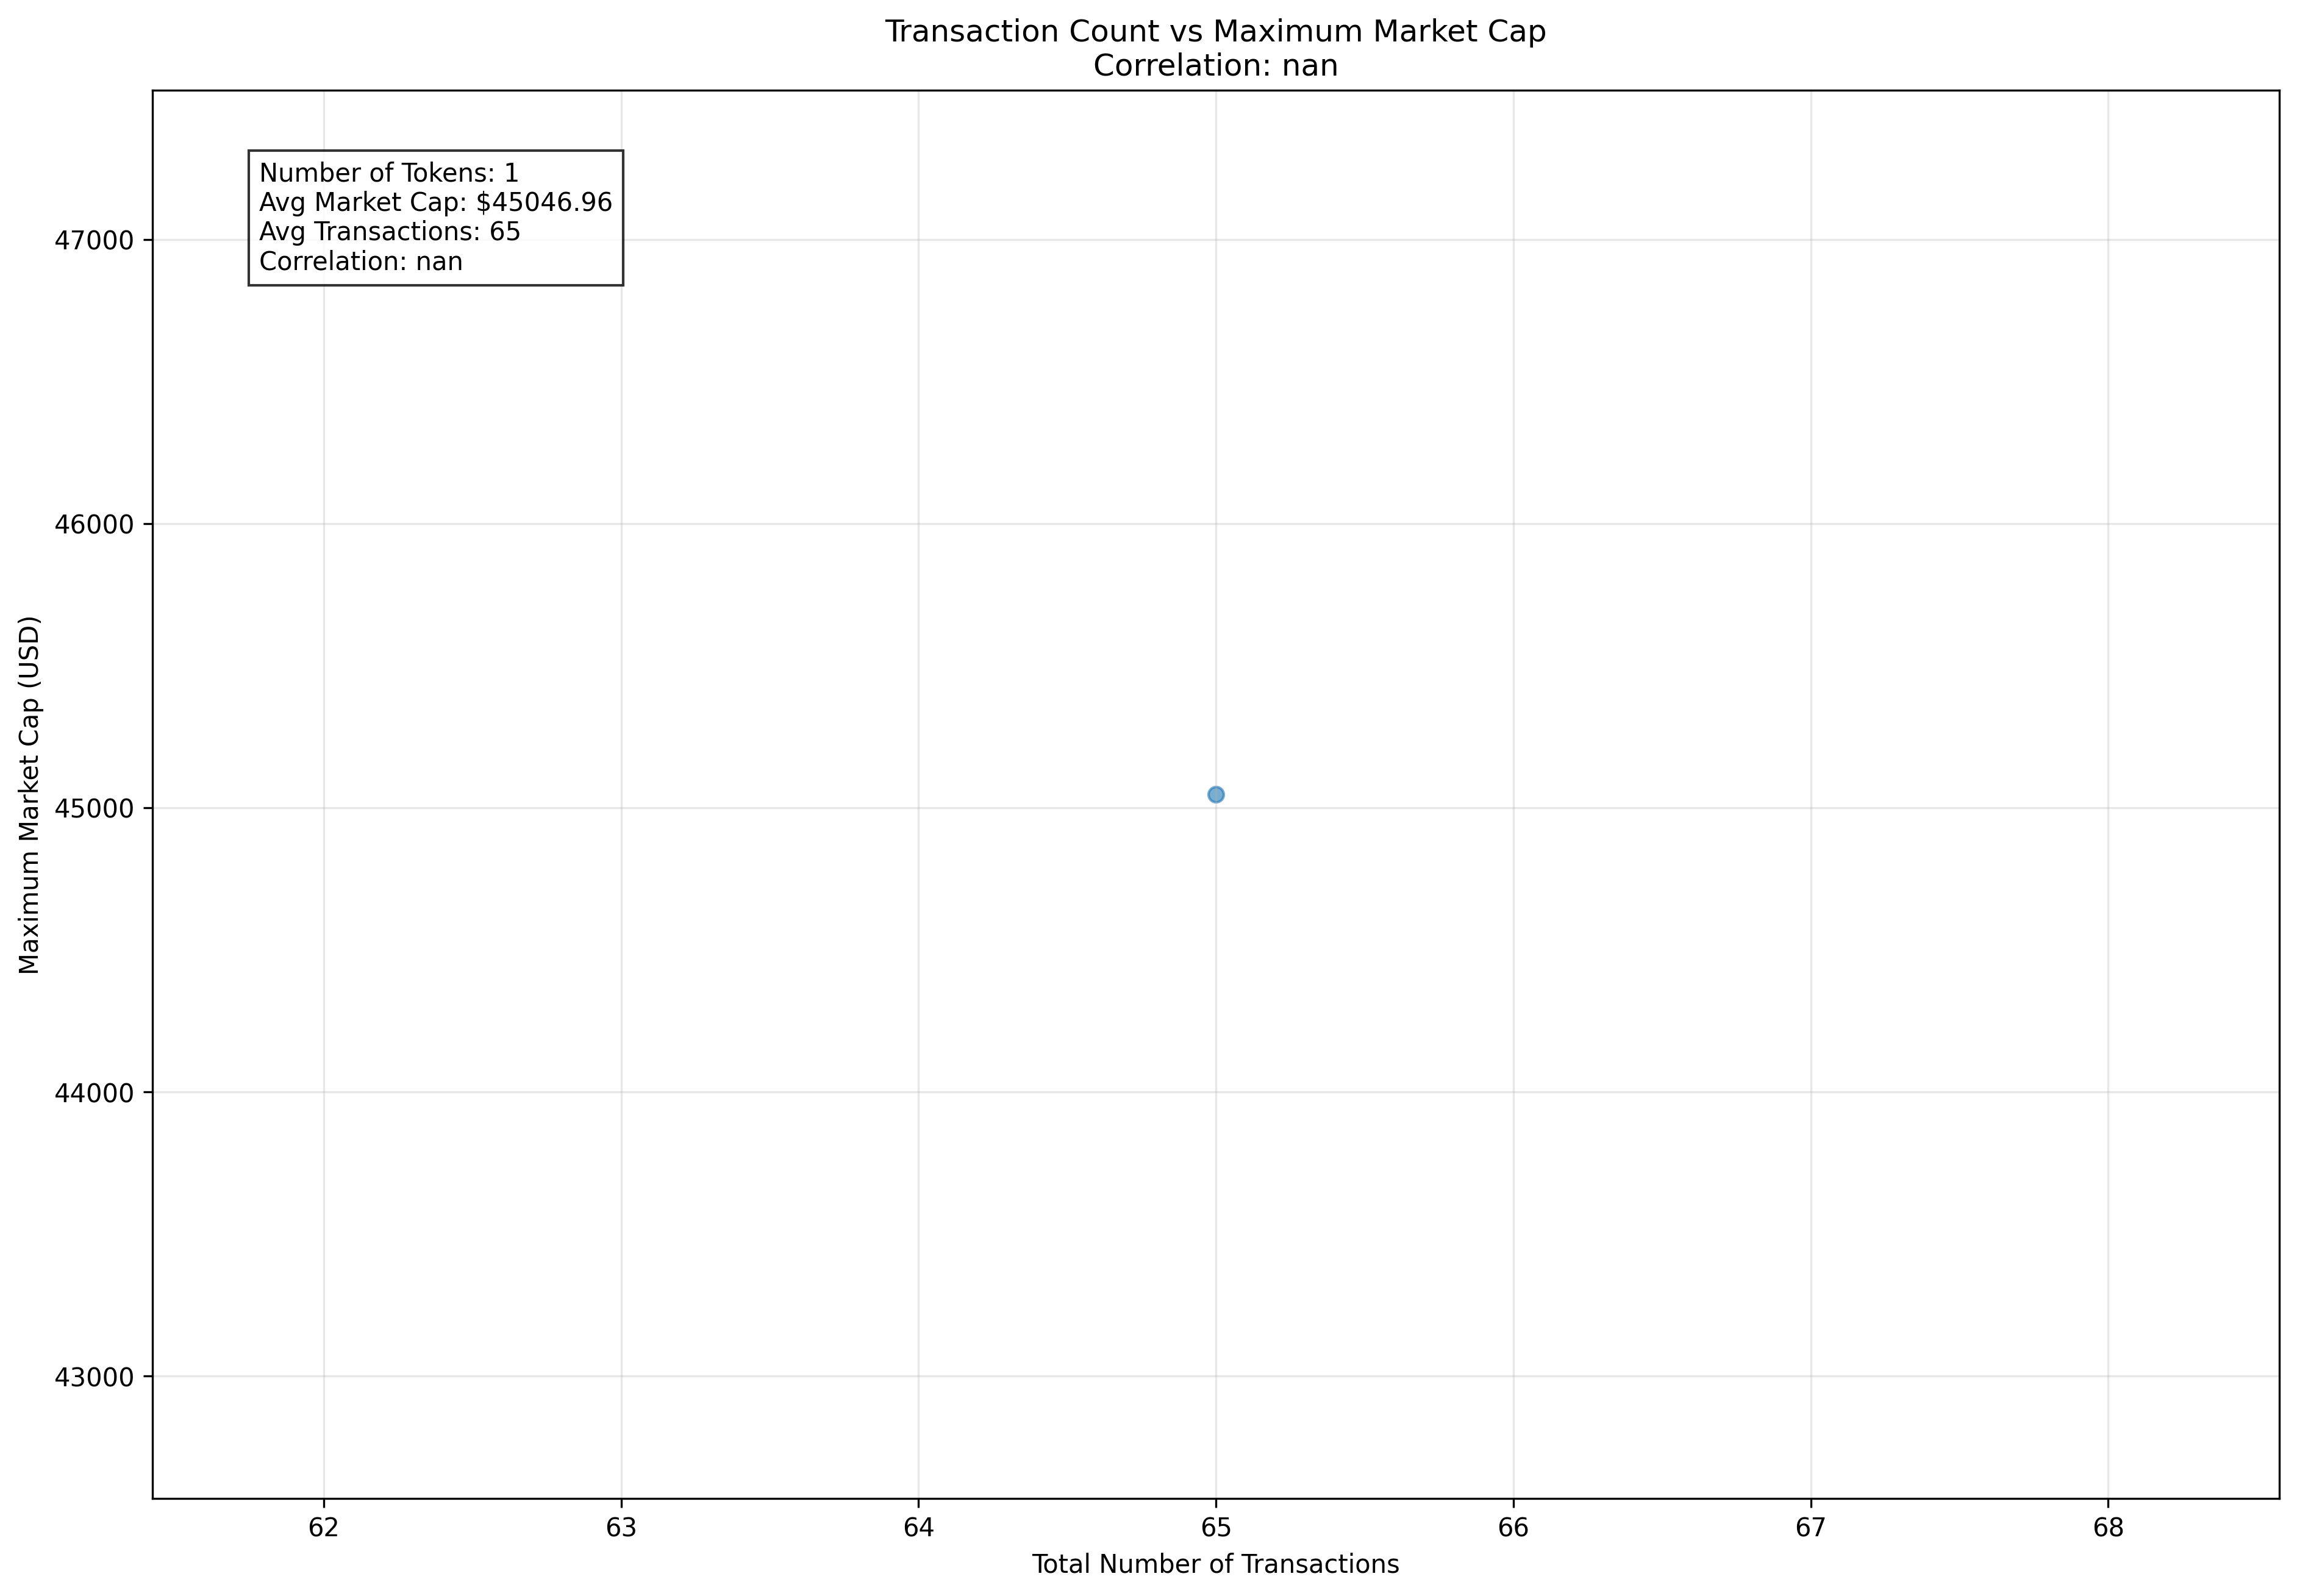 Transaction Count vs Maximum Market Cap
Correlation: nan
Number of Tokens: 1
Avg Market Cap: $45046.96
Avg Transactions: 65
Correlation: nan
47000
46000
45000
44000
43000
Maximum Market Cap (USD)
62 63 64 65 66 67 68
Total Number of Transactions